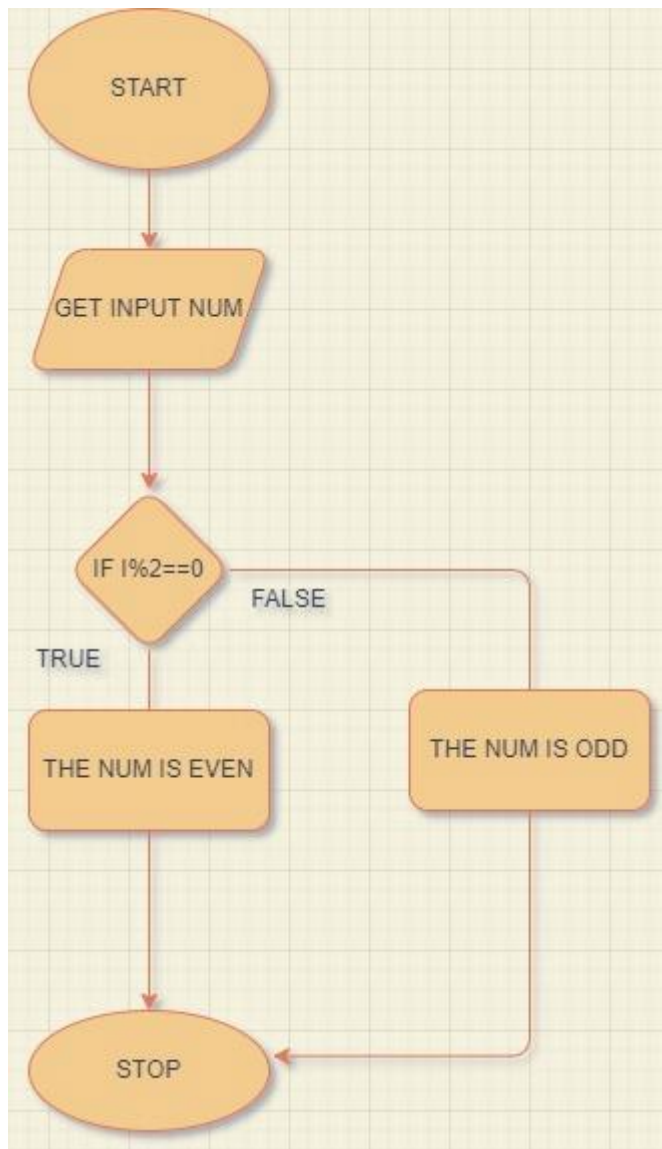 START
GET INPUT NUM
IF I%2==0
FALSE
TRUE
THE NUM IS EVEN
THE NUM IS ODD
STOP